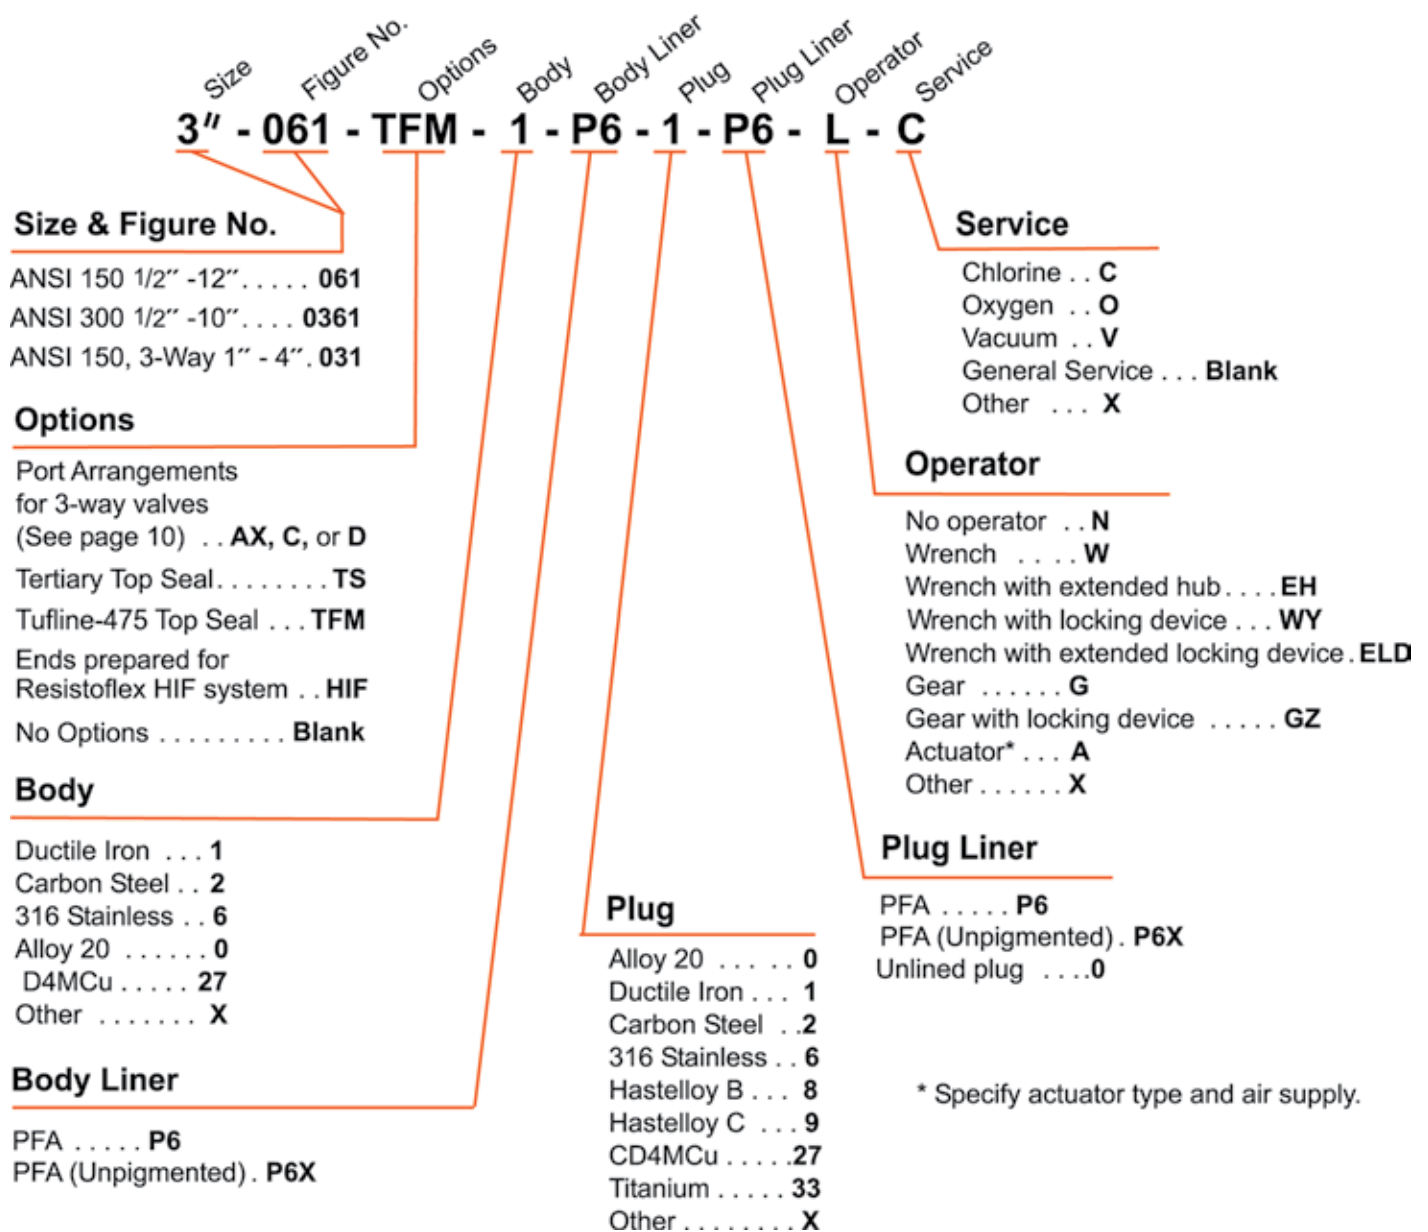 Size Figure No. Options Body Body Liner Plug Plug Liner Operator Service
3" - 061 - TFM - 1 - P6 - 1 - P6 - L - C
Size & Figure No.
ANSI 150 1/2″ -12″ . . . . . 061
ANSI 300 1/2″ -10″ . . . . 0361
ANSI 150, 3-Way 1″ - 4″ . 031
Options
Port Arrangements
for 3-way valves
(See page 10) . . AX, C, or D
Tertiary Top Seal . . . . . . . . TS
Tufline-475 Top Seal . . . TFM
Ends prepared for
Resistoflex HIF system . . HIF
No Options . . . . . . . . . Blank
Body
Ductile Iron . . . 1
Carbon Steel . . 2
316 Stainless . . 6
Alloy 20 . . . . . . 0
D4MCu . . . . . 27
Other . . . . . . . X
Body Liner
PFA . . . . . P6
PFA (Unpigmented) . P6X
Plug
Alloy 20 . . . . . 0
Ductile Iron . . . 1
Carbon Steel . . 2
316 Stainless . . 6
Hastelloy B . . . 8
Hastelloy C . . . 9
CD4MCu . . . . . 27
Titanium . . . . . 33
Other . . . . . . . . X
Service
Chlorine . . C
Oxygen . . O
Vacuum . . V
General Service . . . Blank
Other . . . X
Operator
No operator . . N
Wrench . . . . W
Wrench with extended hub . . . . EH
Wrench with locking device . . . WY
Wrench with extended locking device . ELD
Gear . . . . . . G
Gear with locking device . . . . . GZ
Actuator* . . . A
Other . . . . . . X
Plug Liner
PFA . . . . . P6
PFA (Unpigmented) . P6X
Unlined plug . . . . 0
* Specify actuator type and air supply.